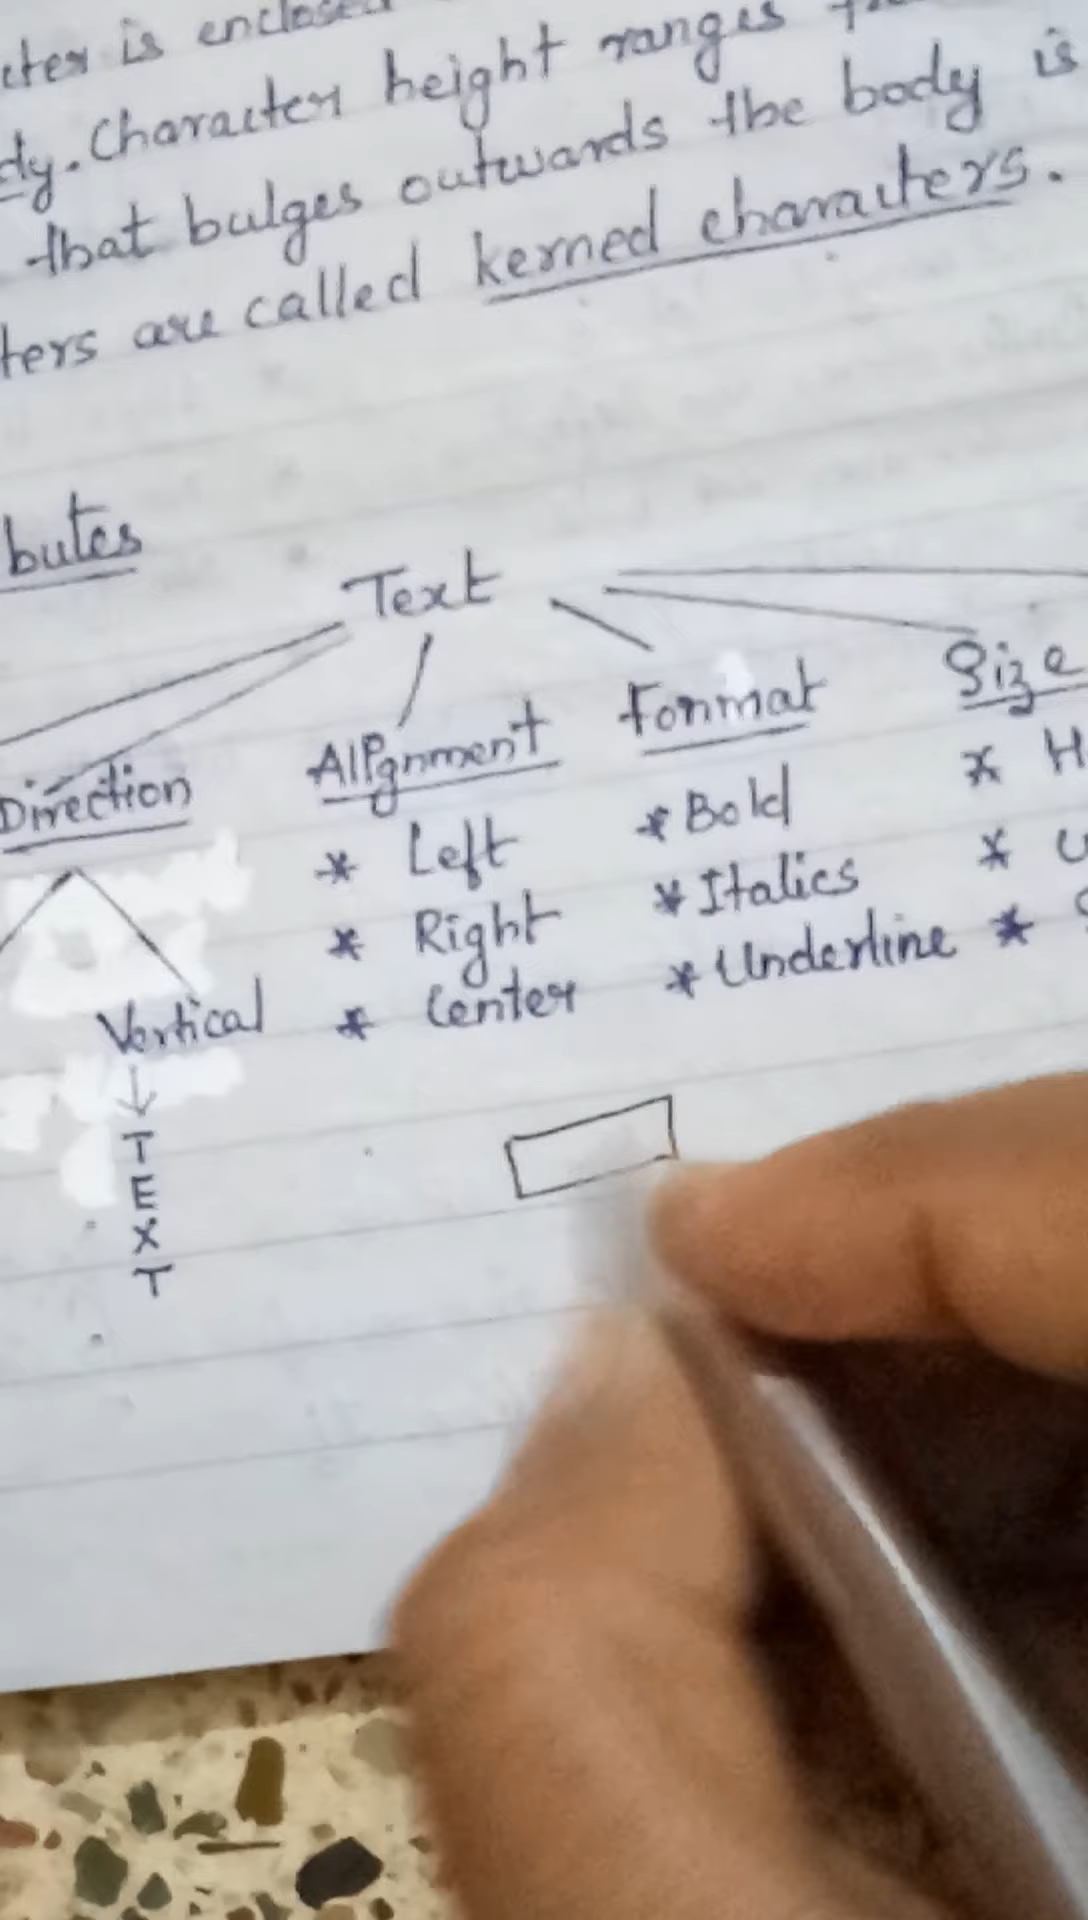 is enclosed
dy. Character height ranges
that bulges outwards the body is
ters are called kerned characters.
butes
Text
Direction Alignment Format Size
* Left * Bold * H
* Right * Italics *
Vertical * Center * Underline *
↓
T
E
X
T